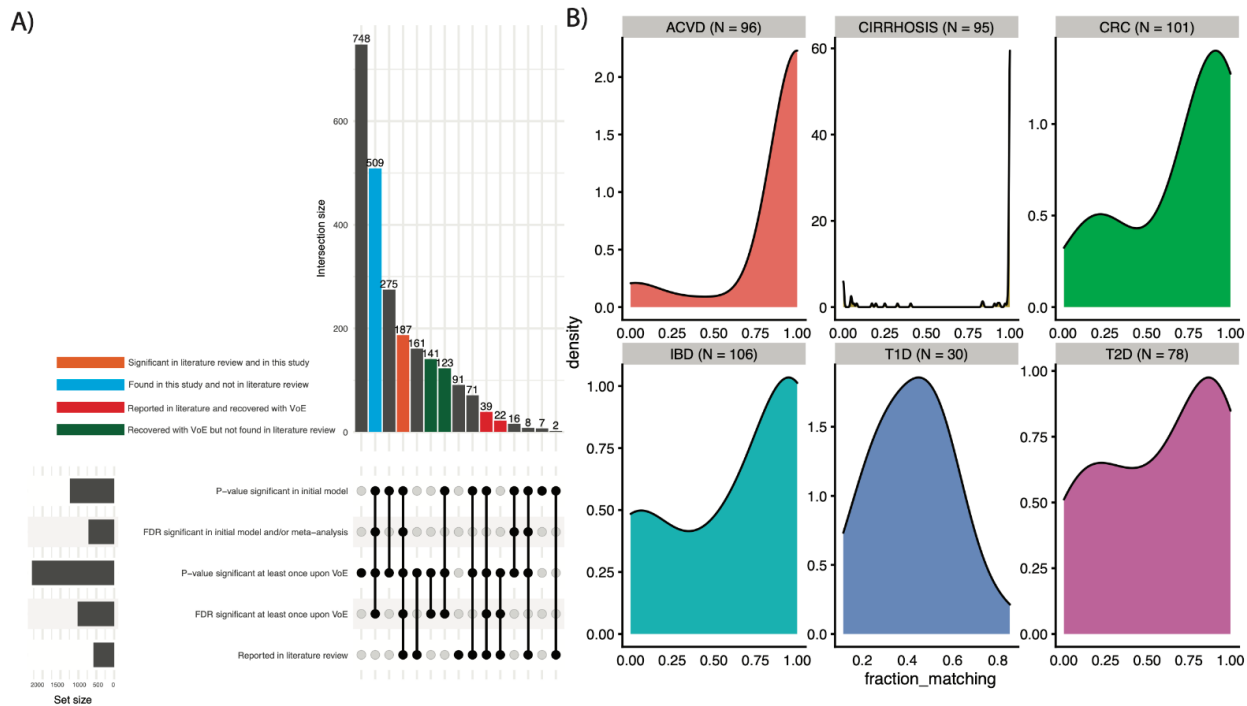 A)
748
509
275
187
161
141
123
91
71
39
22
16
8
7
2
600
400
200
0
Intersection size
Significant in literature review and in this study
Found in this study and not in literature review
Reported in literature and recovered with VoE
Recovered with VoE but not found in literature review
P-value significant in initial model
FDR significant in initial model and/or meta-analysis
P-value significant at least once upon VoE
FDR significant at least once upon VoE
Reported in literature review
2000 1500 1000 500 0
Set size
B)
ACVD (N = 96)
CIRRHOSIS (N = 95)
CRC (N = 101)
2.0
1.5
1.0
0.5
0.0
0.00 0.25 0.50 0.75 1.00
60
40
20
0
0.00 0.25 0.50 0.75 1.00
1.0
0.5
0.0
0.00 0.25 0.50 0.75 1.00
density
IBD (N = 106)
T1D (N = 30)
T2D (N = 78)
1.00
0.75
0.50
0.25
0.00
0.00 0.25 0.50 0.75 1.00
1.5
1.0
0.5
0.0
0.2 0.4 0.6 0.8
1.00
0.75
0.50
0.25
0.00
0.00 0.25 0.50 0.75 1.00
fraction_matching